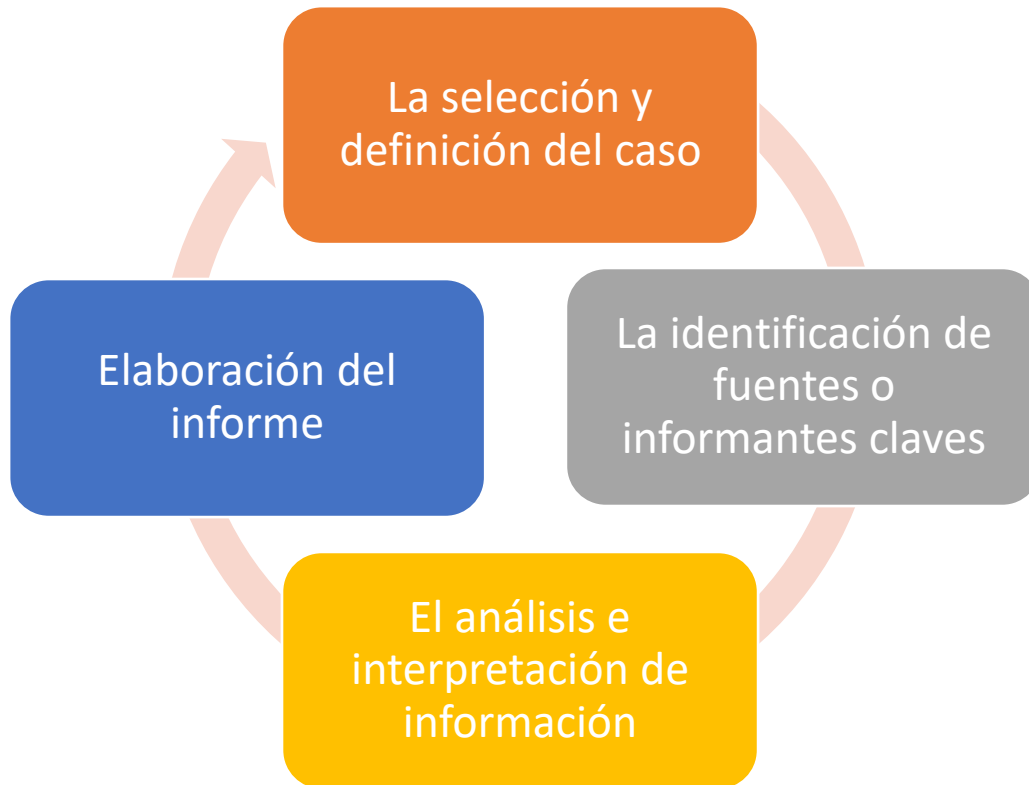 La selección y
definición del caso
La identificación de
fuentes o
informantes claves
El análisis e
interpretación de
información
Elaboración del
informe